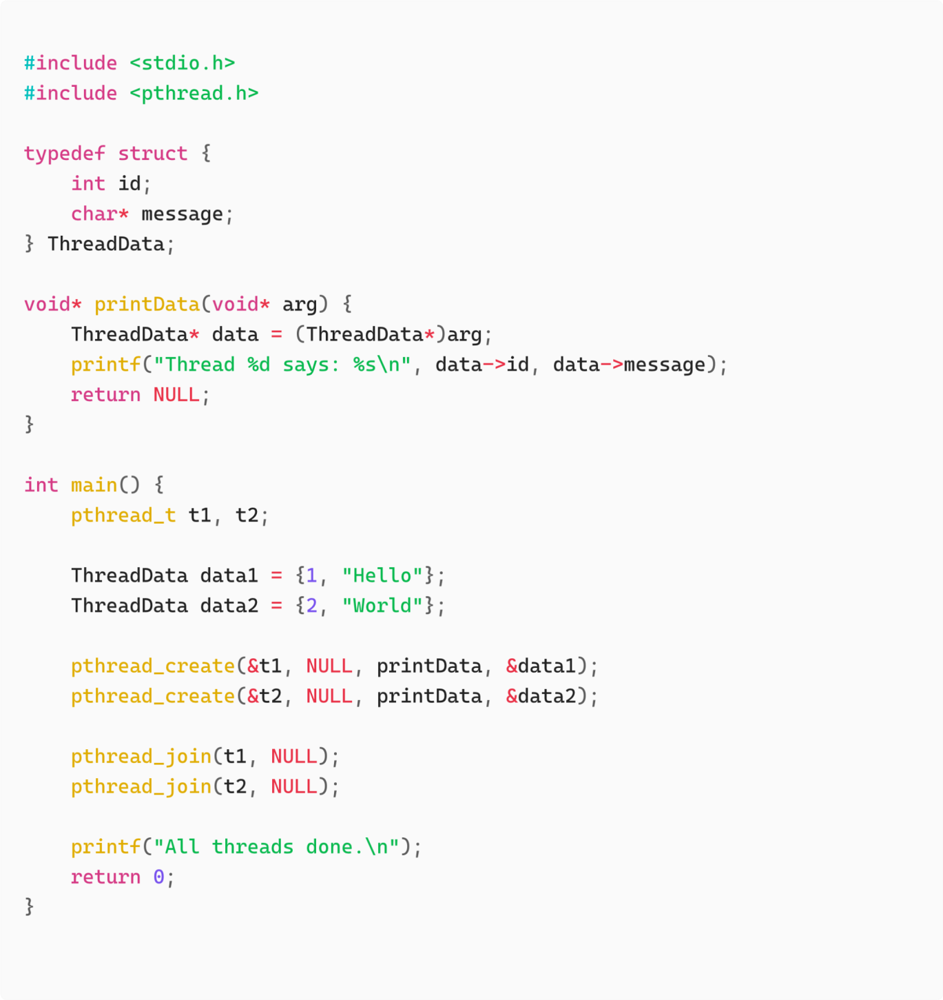 #include <stdio.h>
#include <pthread.h>

typedef struct {
    int id;
    char* message;
} ThreadData;

void* printData(void* arg) {
    ThreadData* data = (ThreadData*)arg;
    printf("Thread %d says: %s\n", data->id, data->message);
    return NULL;
}

int main() {
    pthread_t t1, t2;

    ThreadData data1 = {1, "Hello"};
    ThreadData data2 = {2, "World"};

    pthread_create(&t1, NULL, printData, &data1);
    pthread_create(&t2, NULL, printData, &data2);

    pthread_join(t1, NULL);
    pthread_join(t2, NULL);

    printf("All threads done.\n");
    return 0;
}